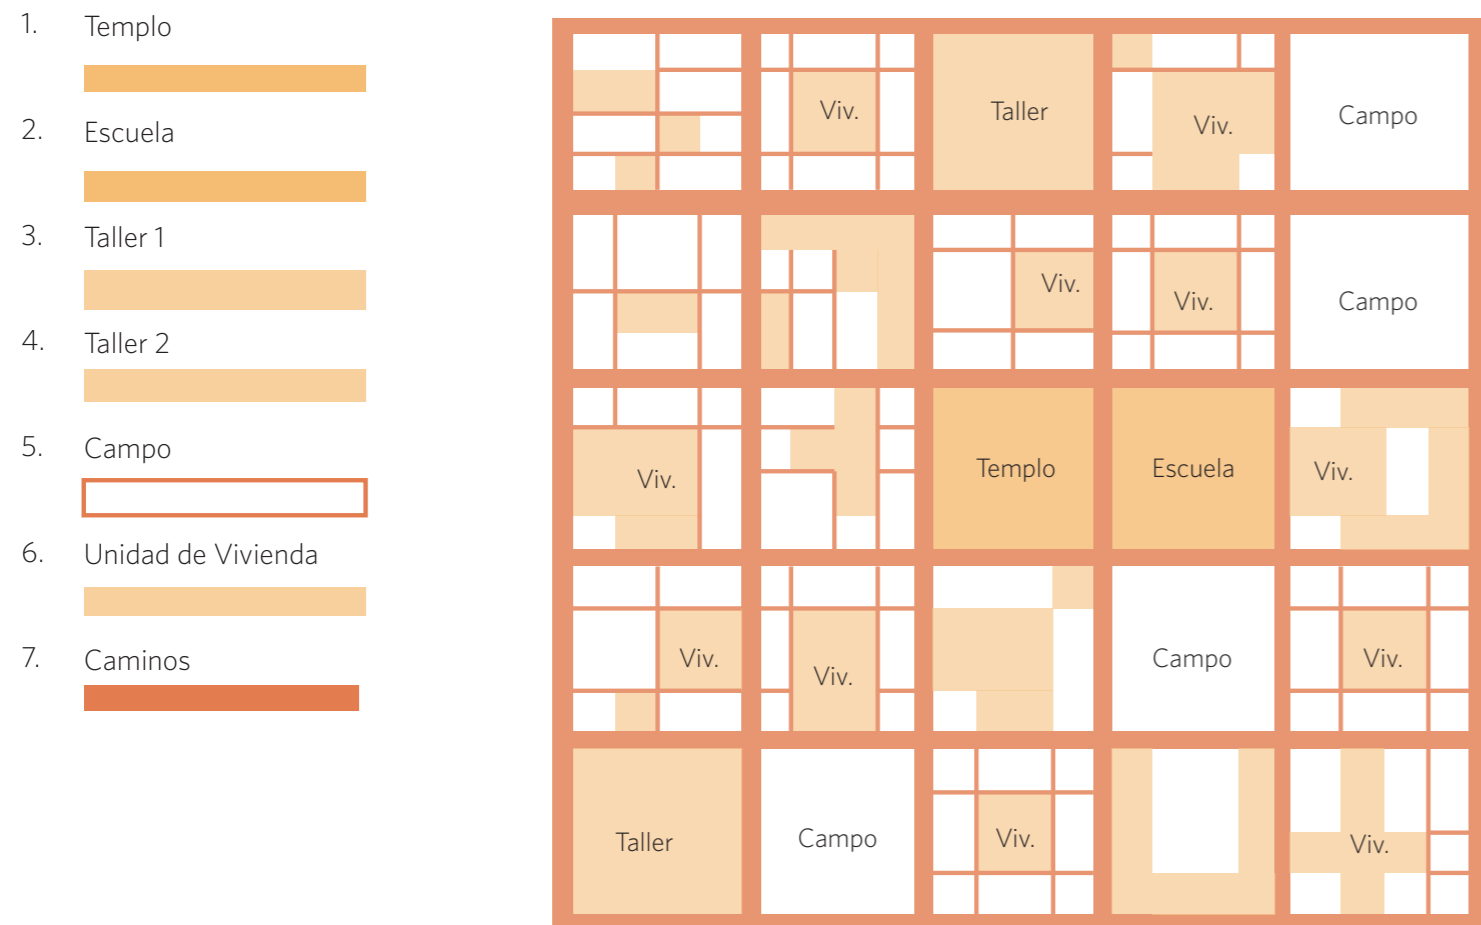 1. Templo
2. Escuela
3. Taller 1
4. Taller 2
5. Campo
6. Unidad de Vivienda
7. Caminos
Viv.
Taller
Viv.
Campo
Viv.
Viv.
Campo
Viv.
Templo
Escuela
Viv.
Viv.
Viv.
Campo
Viv.
Taller
Campo
Viv.
Viv.